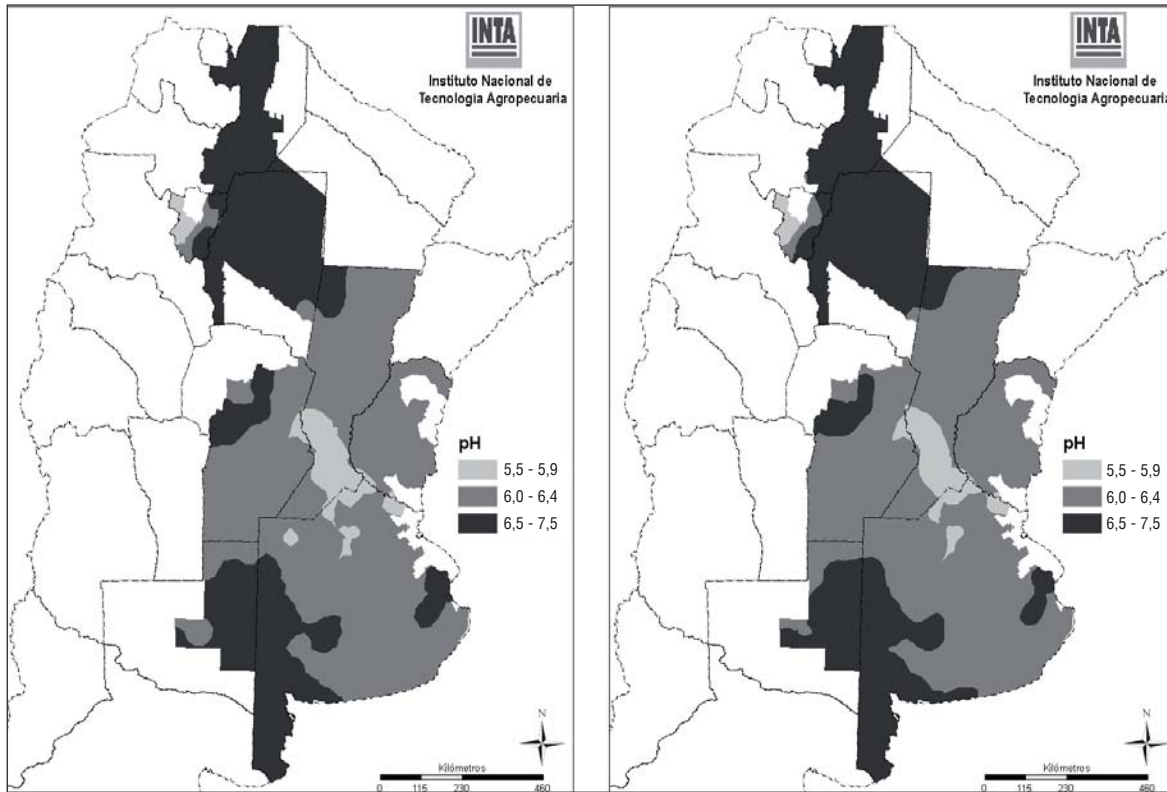 INTA
Instituto Nacional de
Tecnología Agropecuaria
pH
5,5 - 5,9
6,0 - 6,4
6,5 - 7,5
N
Kilómetros
0 115 230 460
INTA
Instituto Nacional de
Tecnología Agropecuaria
pH
5,5 - 5,9
6,0 - 6,4
6,5 - 7,5
N
Kilómetros
0 115 230 460